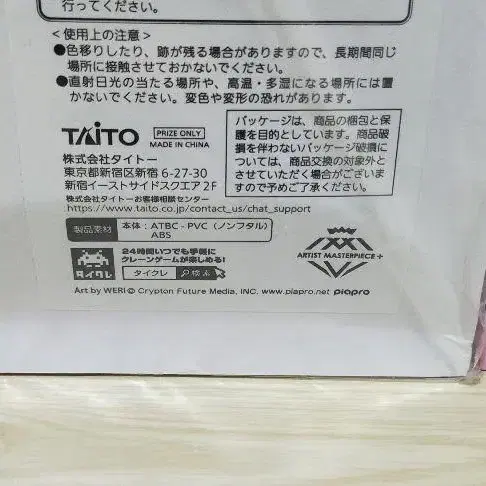 行ってください。
<使用上の注意>
●色移りしたり、跡が残る場合がありますので、長期間同じ
場所に接触させておかないでください。
●直射日光の当たる場所や、高温・多湿になる場所には置
かないでください。変色や変形の恐れがあります。
TAITO
PRIZE ONLY
MADE IN CHINA
株式会社タイトー
東京都新宿区新宿 6-27-30
新宿イーストサイドスクエア 2F
株式会社タイトーお客様相談センター
https://www.taito.co.jp/contact_us/chat_support
パッケージは、商品の梱包と保
護を目的としています。商品破
損を伴わないパッケージ破損に
ついては、商品交換の対象外と
させていただく場合がございま
すので予めご了承ください。
製品素材 本体：ATBC-PVC（ノンフタル）
ABS
タイクレ
24時間いつでも手軽に
クレーンゲームが楽しめる!
タイクレ 検索
ARTIST MASTERPIECE+
Art by WERI © Crypton Future Media, INC. www.piapro.net piapro